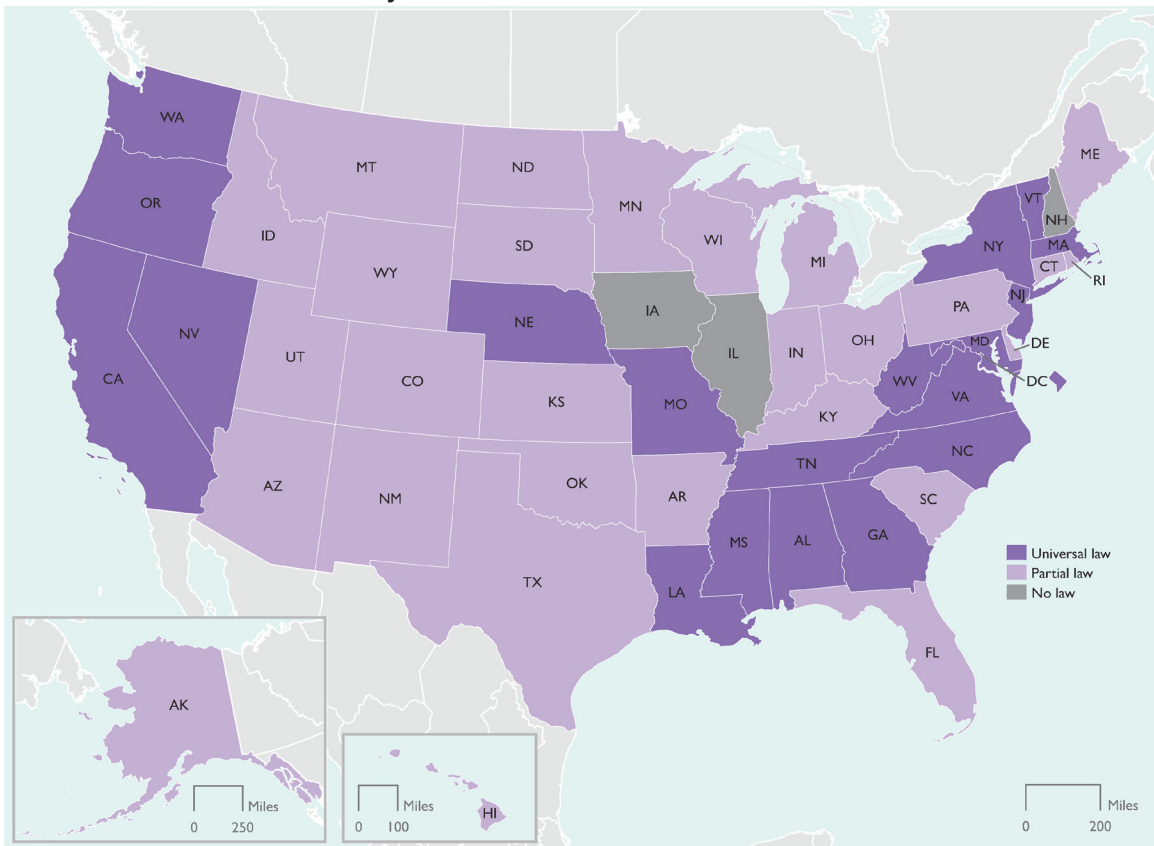 WA
MT
ND
ME
MN
VT
OR
NH
ID
SD
WI
NY
MA
MI
CT
RI
WY
IA
NE
PA
NJ
NV
OH
DE
UT
IL
IN
MD
CA
CO
DC
WV
KS
MO
VA
KY
NC
TN
AZ
OK
NM
AR
SC
GA
MS
AL
Universal law
Partial law
No law
TX
LA
FL
AK
HI
Miles
0 250
Miles
0 100
Miles
0 200